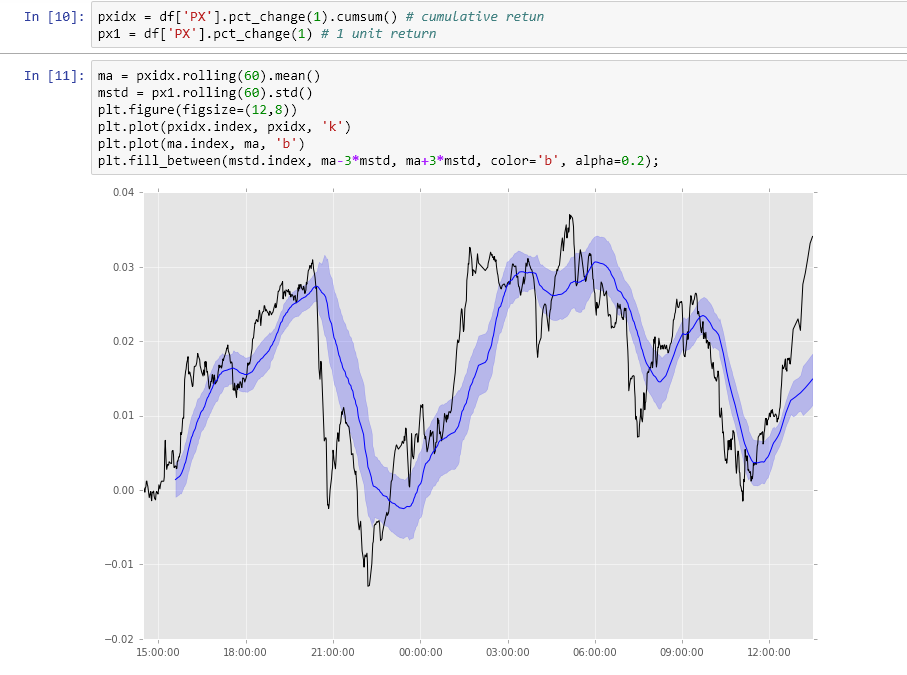 In [10]: pxidx = df['PX'].pct_change(1).cumsum() # cumulative retun
px1 = df['PX'].pct_change(1) # 1 unit return
In [11]: ma = pxidx.rolling(60).mean()
mstd = px1.rolling(60).std()
plt.figure(figsize=(12,8))
plt.plot(pxidx.index, pxidx, 'k')
plt.plot(ma.index, ma, 'b')
plt.fill_between(mstd.index, ma-3*mstd, ma+3*mstd, color='b', alpha=0.2);
0.04
0.03
0.02
0.01
0.00
−0.01
−0.02
15:00:00 18:00:00 21:00:00 00:00:00 03:00:00 06:00:00 09:00:00 12:00:00